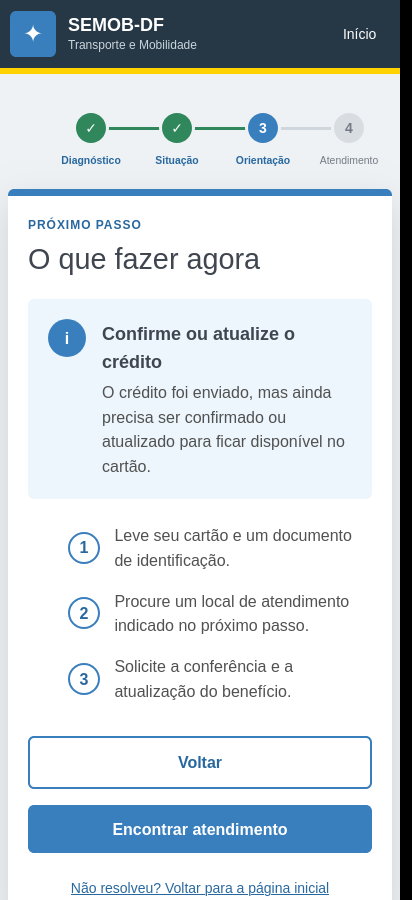 SEMOB-DF
Transporte e Mobilidade
Início
3
4
Diagnóstico
Situação
Orientação
Atendimento
PRÓXIMO PASSO
O que fazer agora
i
Confirme ou atualize o
crédito
O crédito foi enviado, mas ainda
precisa ser confirmado ou
atualizado para ficar disponível no
cartão.
1
Leve seu cartão e um documento
de identificação.
2
Procure um local de atendimento
indicado no próximo passo.
3
Solicite a conferência e a
atualização do benefício.
Voltar
Encontrar atendimento
Não resolveu? Voltar para a página inicial